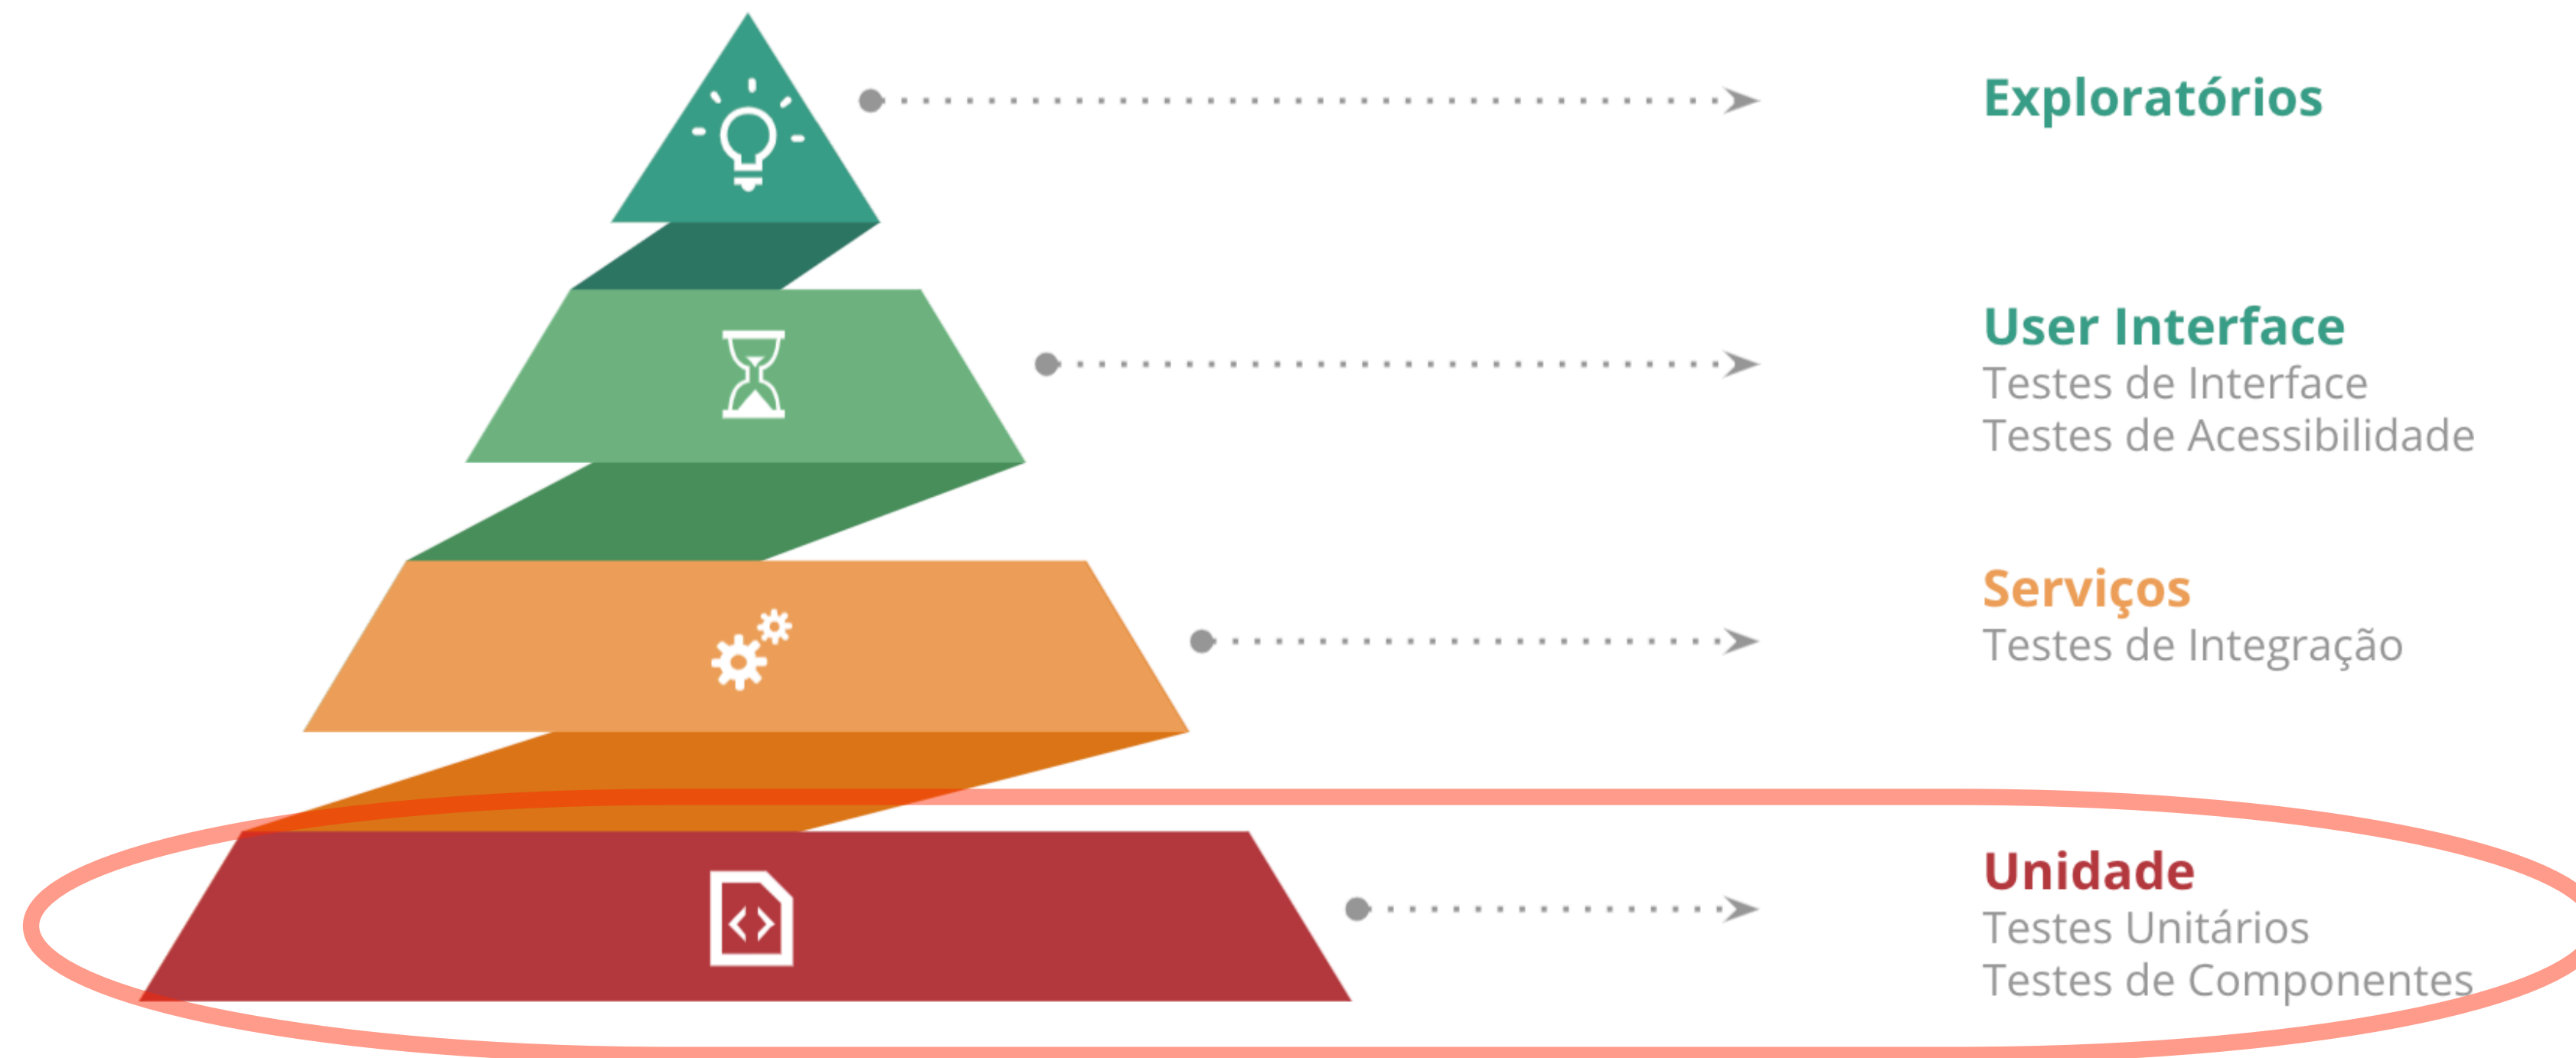 Exploratórios
User Interface
Testes de Interface
Testes de Acessibilidade
Serviços
Testes de Integração
Unidade
Testes Unitários
Testes de Componentes